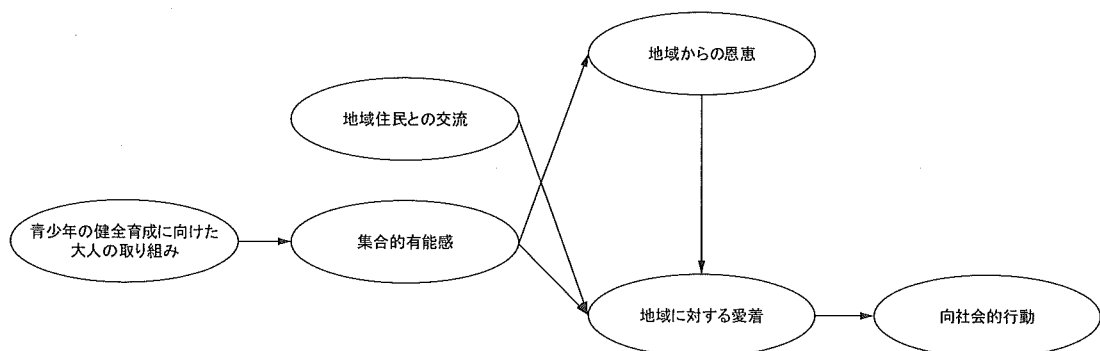 地域からの恩恵
地域住民との交流
青少年の健全育成に向けた
大人の取り組み
集合的有能感
地域に対する愛着
向社会的行動